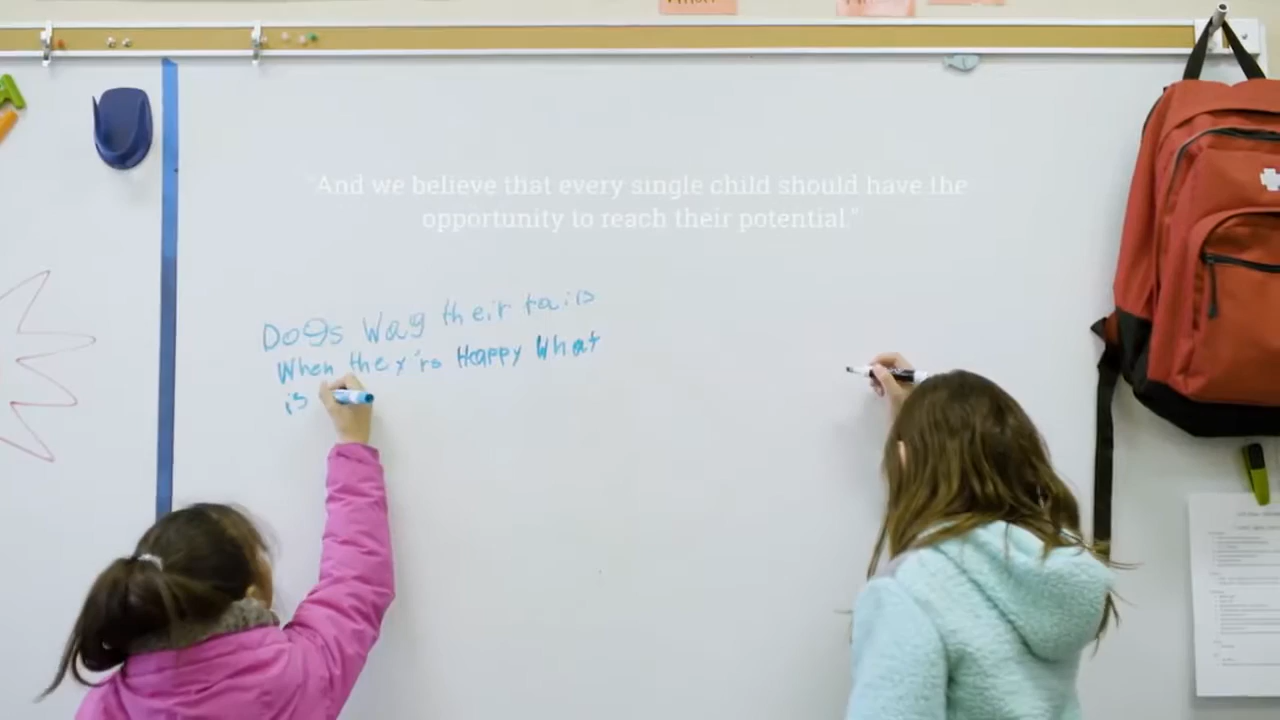 "And we believe that every single child should have the
opportunity to reach their potential."
Dogs Wag their tails
When they'rs Happy What
is